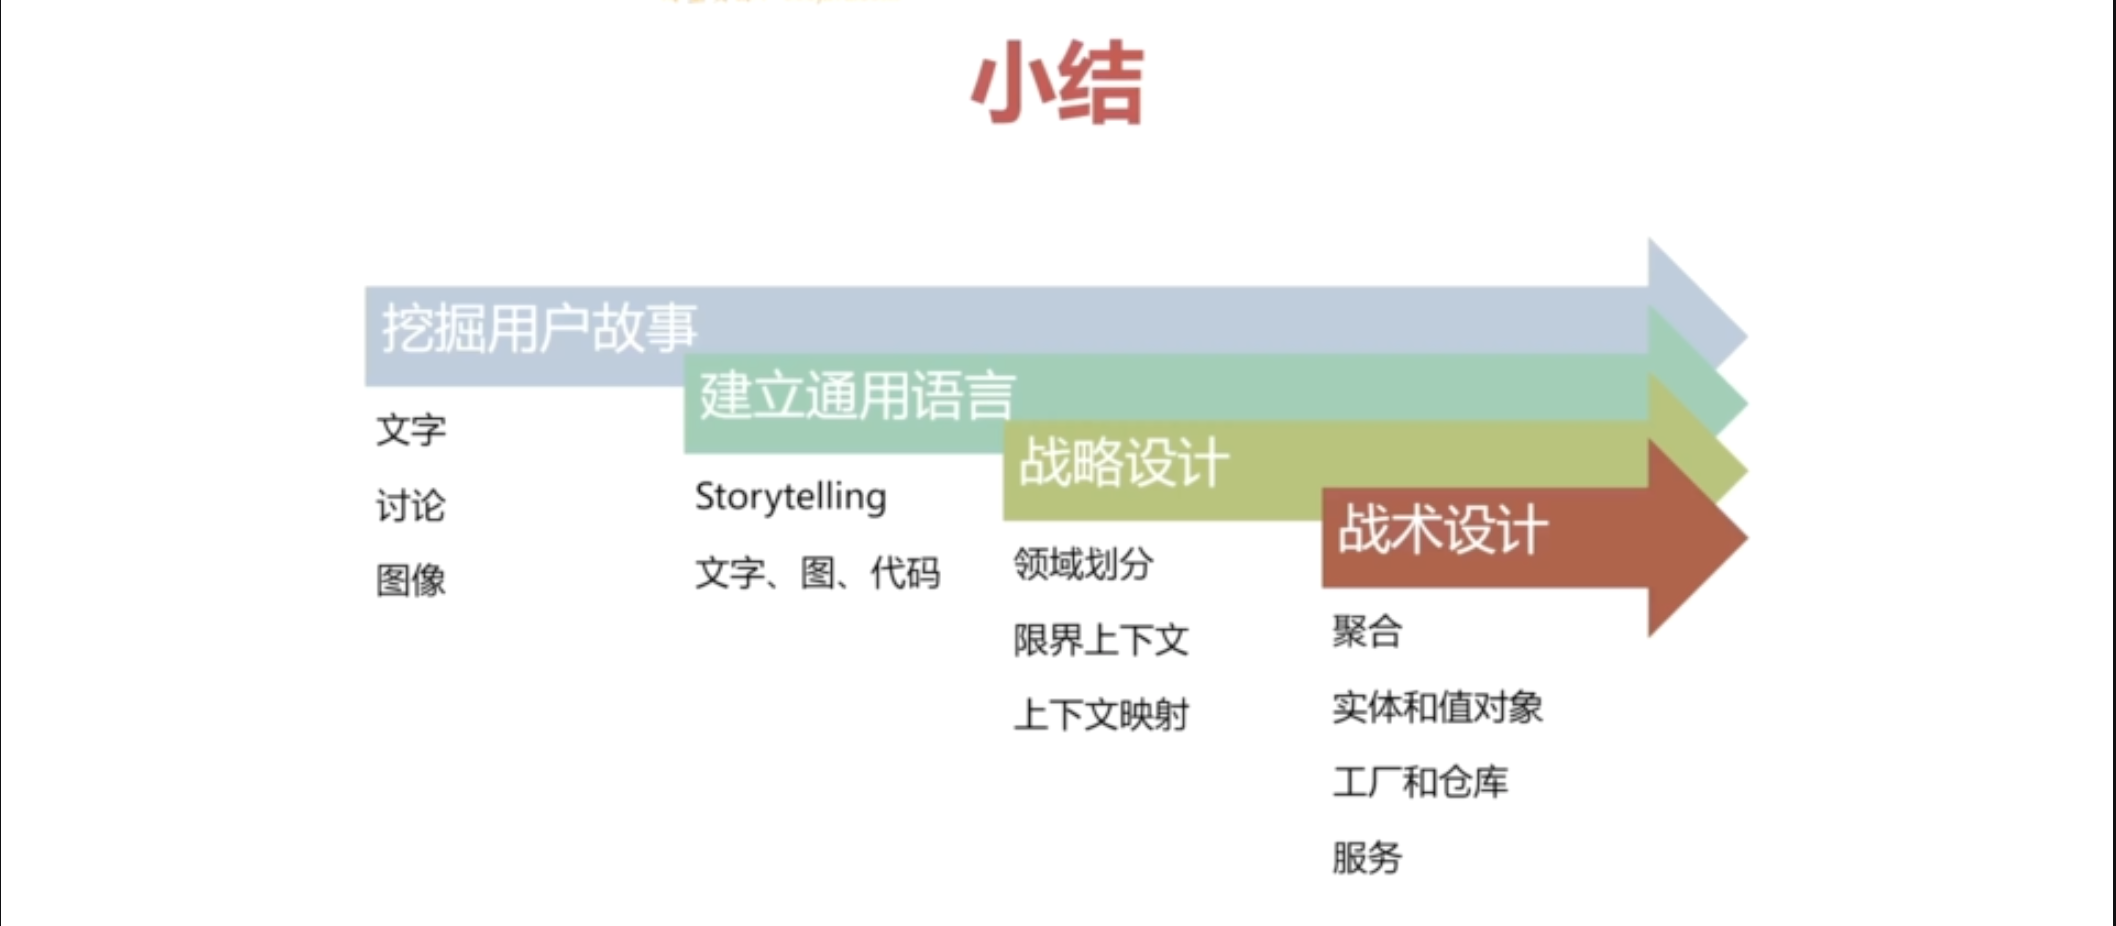 小结
挖掘用户故事
文字
讨论
图像
建立通用语言
Storytelling
文字、图、代码
战略设计
领域划分
限界上下文
上下文映射
战术设计
聚合
实体和值对象
工厂和仓库
服务